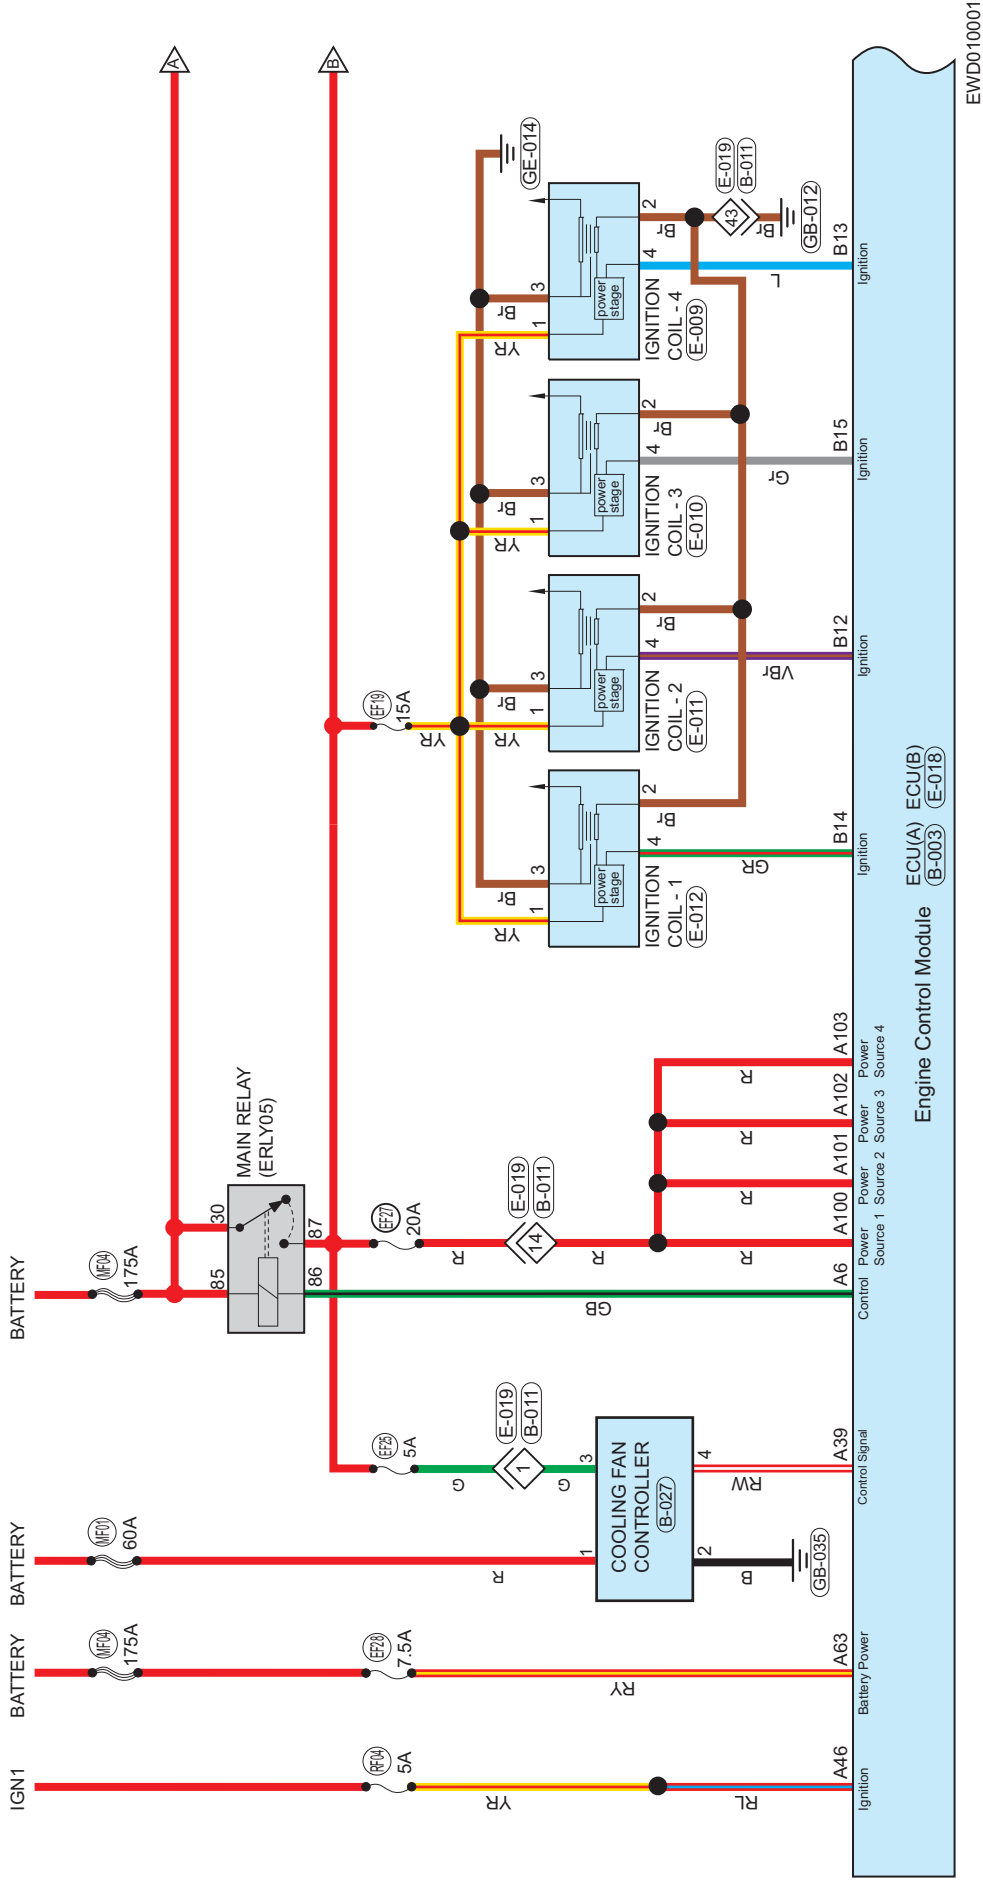 IGN1
BATTERY
BATTERY
BATTERY
A
B
RF04
5A
MF04
175A
EF28
7.5A
MF01
60A
MF04
175A
MAIN RELAY
(ERLY05)
85
30
86
87
EF25
5A
EF27
20A
EF19
15A
YR
RL
RY
R
G
E-019
B-011
1
G
3
1
COOLING FAN
CONTROLLER
B-027
2
4
B
RW
GB-035
GB
R
E-019
B-011
14
R
R
R
R
R
YR
YR
YR
YR
YR
Br
Br
Br
Br
GE-014
1
3
power
stage
4
2
IGNITION
COIL - 1
E-012
GR
Br
1
3
power
stage
4
2
IGNITION
COIL - 2
E-011
VBr
Br
1
3
power
stage
4
2
IGNITION
COIL - 3
E-010
Gr
Br
1
3
power
stage
4
2
IGNITION
COIL - 4
E-009
L
Br
43
E-019
B-011
Br
GB-012
A46
Ignition
A63
Battery Power
A39
Control Signal
A6
Control
A100
Power
Source 1
A101
Power
Source 2
A102
Power
Source 3
A103
Power
Source 4
B14
Ignition
B12
Ignition
B15
Ignition
B13
Ignition
Engine Control Module
ECU(A)
B-003
ECU(B)
E-018
EWD010001